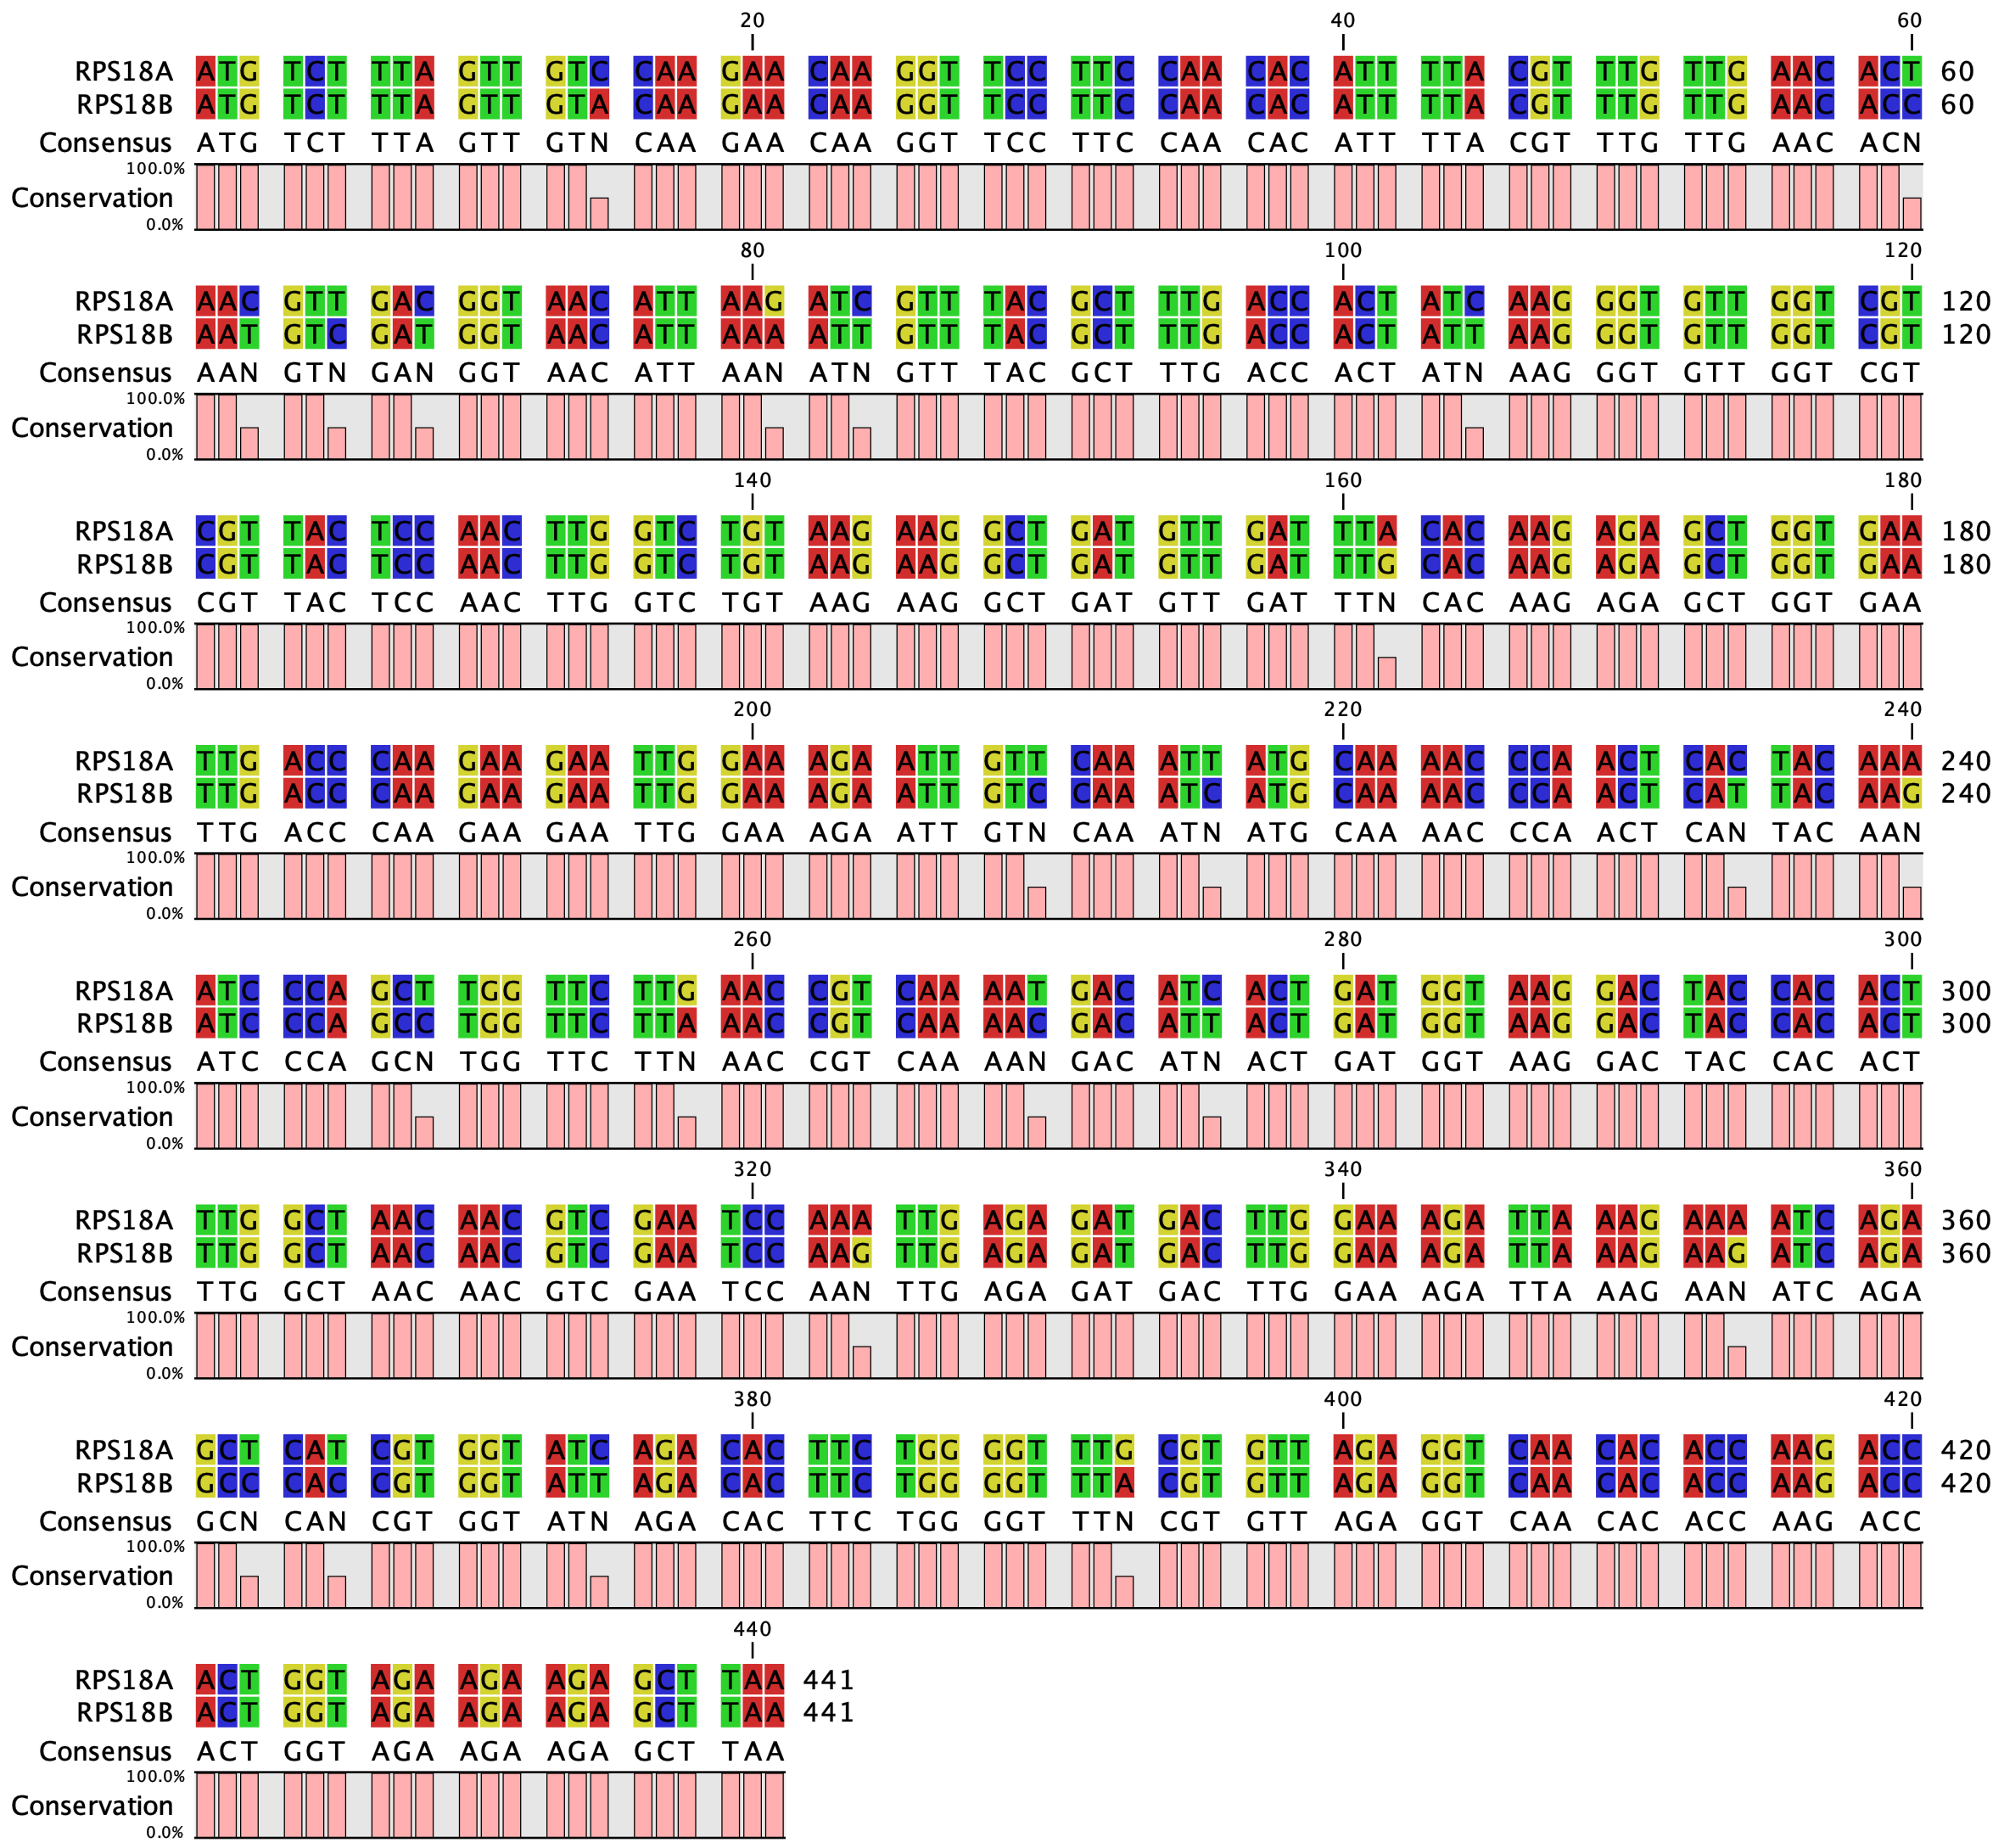 20 40 60
RPS18A ATG TCT TTA GTT GTC CAA GAA CAA GGT TCC TTC CAA CAC ATT TTA CGT TTG TTG AAC ACT 60
RPS18B ATG TCT TTA GTT GTA CAA GAA CAA GGT TCC TTC CAA CAC ATT TTA CGT TTG TTG AAC ACC 60
Consensus ATG TCT TTA GTT GTN CAA GAA CAA GGT TCC TTC CAA CAC ATT TTA CGT TTG TTG AAC ACN
100.0%
Conservation
0.0%
80 100 120
RPS18A AAC GTT GAC GGT AAC ATT AAG ATC GTT TAC GCT TTG ACC ACT ATC AAG GGT GTT GGT CGT 120
RPS18B AAT GTC GAT GGT AAC ATT AAA ATT GTT TAC GCT TTG ACC ACT ATT AAG GGT GTT GGT CGT 120
Consensus AAN GTN GAN GGT AAC ATT AAN ATN GTT TAC GCT TTG ACC ACT ATN AAG GGT GTT GGT CGT
100.0%
Conservation
0.0%
140 160 180
RPS18A CGT TAC TCC AAC TTG GTC TGT AAG AAG GCT GAT GTT GAT TTA CAC AAG AGA GCT GGT GAA 180
RPS18B CGT TAC TCC AAC TTG GTC TGT AAG AAG GCT GAT GTT GAT TTG CAC AAG AGA GCT GGT GAA 180
Consensus CGT TAC TCC AAC TTG GTC TGT AAG AAG GCT GAT GTT GAT TTN CAC AAG AGA GCT GGT GAA
100.0%
Conservation
0.0%
200 220 240
RPS18A TTG ACC CAA GAA GAA TTG GAA AGA ATT GTT CAA ATT ATG CAA AAC CCA ACT CAC TAC AAA 240
RPS18B TTG ACC CAA GAA GAA TTG GAA AGA ATT GTC CAA ATC ATG CAA AAC CCA ACT CAT TAC AAG 240
Consensus TTG ACC CAA GAA GAA TTG GAA AGA ATT GTN CAA ATN ATG CAA AAC CCA ACT CAN TAC AAN
100.0%
Conservation
0.0%
260 280 300
RPS18A ATC CCA GCT TGG TTC TTG AAC CGT CAA AAT GAC ATC ACT GAT GGT AAG GAC TAC CAC ACT 300
RPS18B ATC CCA GCC TGG TTC TTA AAC CGT CAA AAC GAC ATT ACT GAT GGT AAG GAC TAC CAC ACT 300
Consensus ATC CCA GCN TGG TTC TTN AAC CGT CAA AAN GAC ATN ACT GAT GGT AAG GAC TAC CAC ACT
100.0%
Conservation
0.0%
320 340 360
RPS18A TTG GCT AAC AAC GTC GAA TCC AAA TTG AGA GAT GAC TTG GAA AGA TTA AAG AAA ATC AGA 360
RPS18B TTG GCT AAC AAC GTC GAA TCC AAG TTG AGA GAT GAC TTG GAA AGA TTA AAG AAG ATC AGA 360
Consensus TTG GCT AAC AAC GTC GAA TCC AAN TTG AGA GAT GAC TTG GAA AGA TTA AAG AAN ATC AGA
100.0%
Conservation
0.0%
380 400 420
RPS18A GCT CAT CGT GGT ATC AGA CAC TTC TGG GGT TTG CGT GTT AGA GGT CAA CAC ACC AAG ACC 420
RPS18B GCC CAC CGT GGT ATT AGA CAC TTC TGG GGT TTA CGT GTT AGA GGT CAA CAC ACC AAG ACC 420
Consensus GCN CAN CGT GGT ATN AGA CAC TTC TGG GGT TTN CGT GTT AGA GGT CAA CAC ACC AAG ACC
100.0%
Conservation
0.0%
440
RPS18A ACT GGT AGA AGA AGA GCT TAA 441
RPS18B ACT GGT AGA AGA AGA GCT TAA 441
Consensus ACT GGT AGA AGA AGA GCT TAA
100.0%
Conservation
0.0%